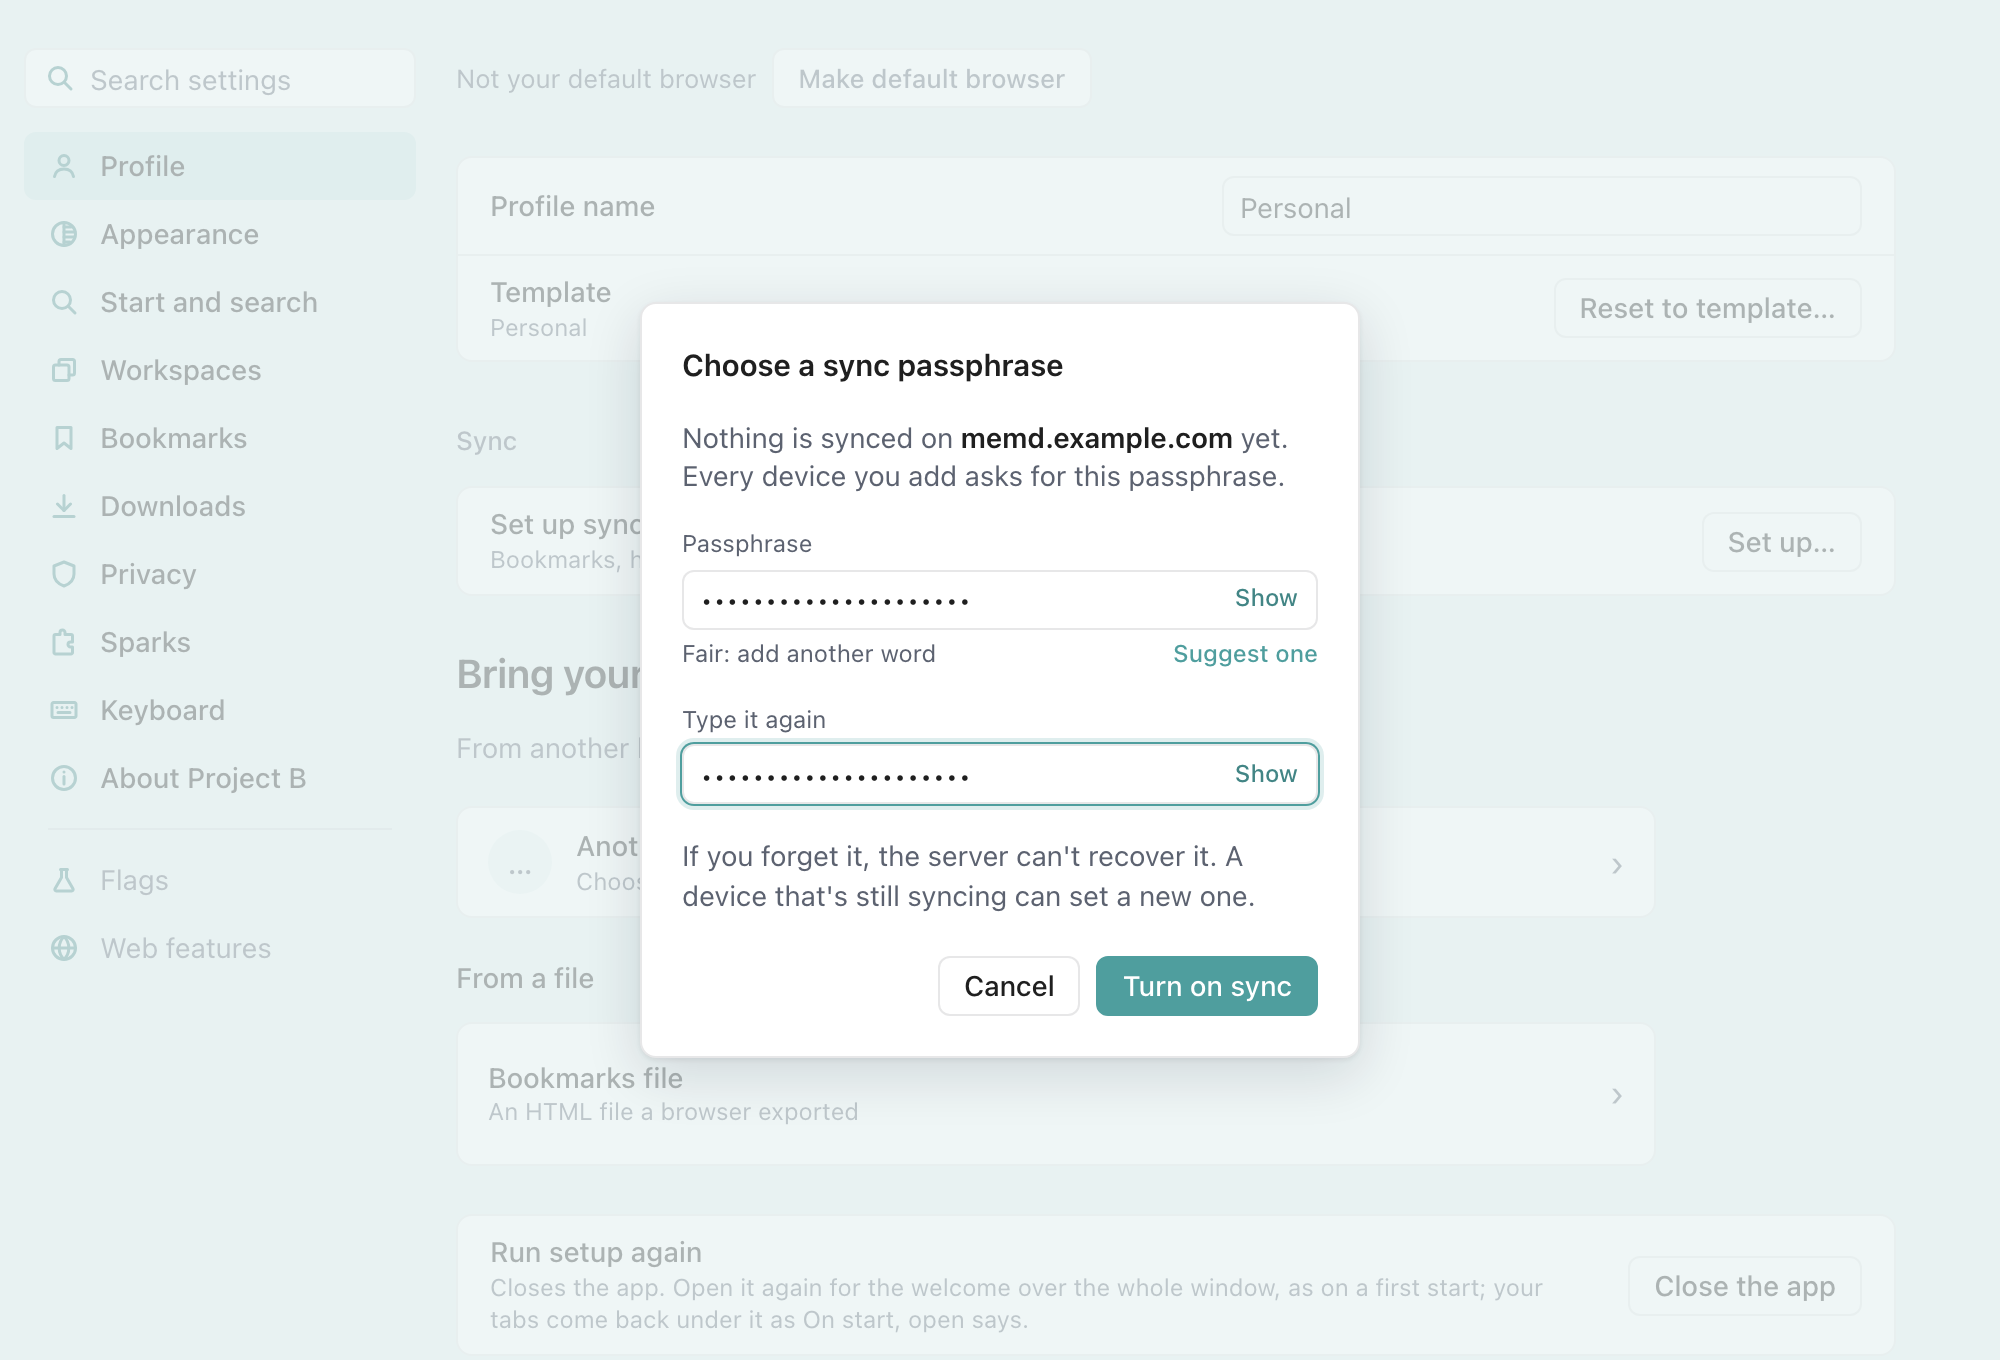 Search settings
Not your default browser
Make default browser
Profile
Appearance
Start and search
Workspaces
Bookmarks
Downloads
Privacy
Sparks
Keyboard
About Project B
Flags
Web features
Profile name
Personal
Template
Personal
Reset to template...
Sync
Set up sync
Bookmarks,
Set up...
Bring your
From another
Choose a sync passphrase
Nothing is synced on memd.example.com yet.
Every device you add asks for this passphrase.
Passphrase
Show
Fair: add another word
Suggest one
Type it again
Show
If you forget it, the server can't recover it. A
device that's still syncing can set a new one.
Cancel
Turn on sync
From a file
Bookmarks file
An HTML file a browser exported
Run setup again
Closes the app. Open it again for the welcome over the whole window, as on a first start; your
tabs come back under it as On start, open says.
Close the app